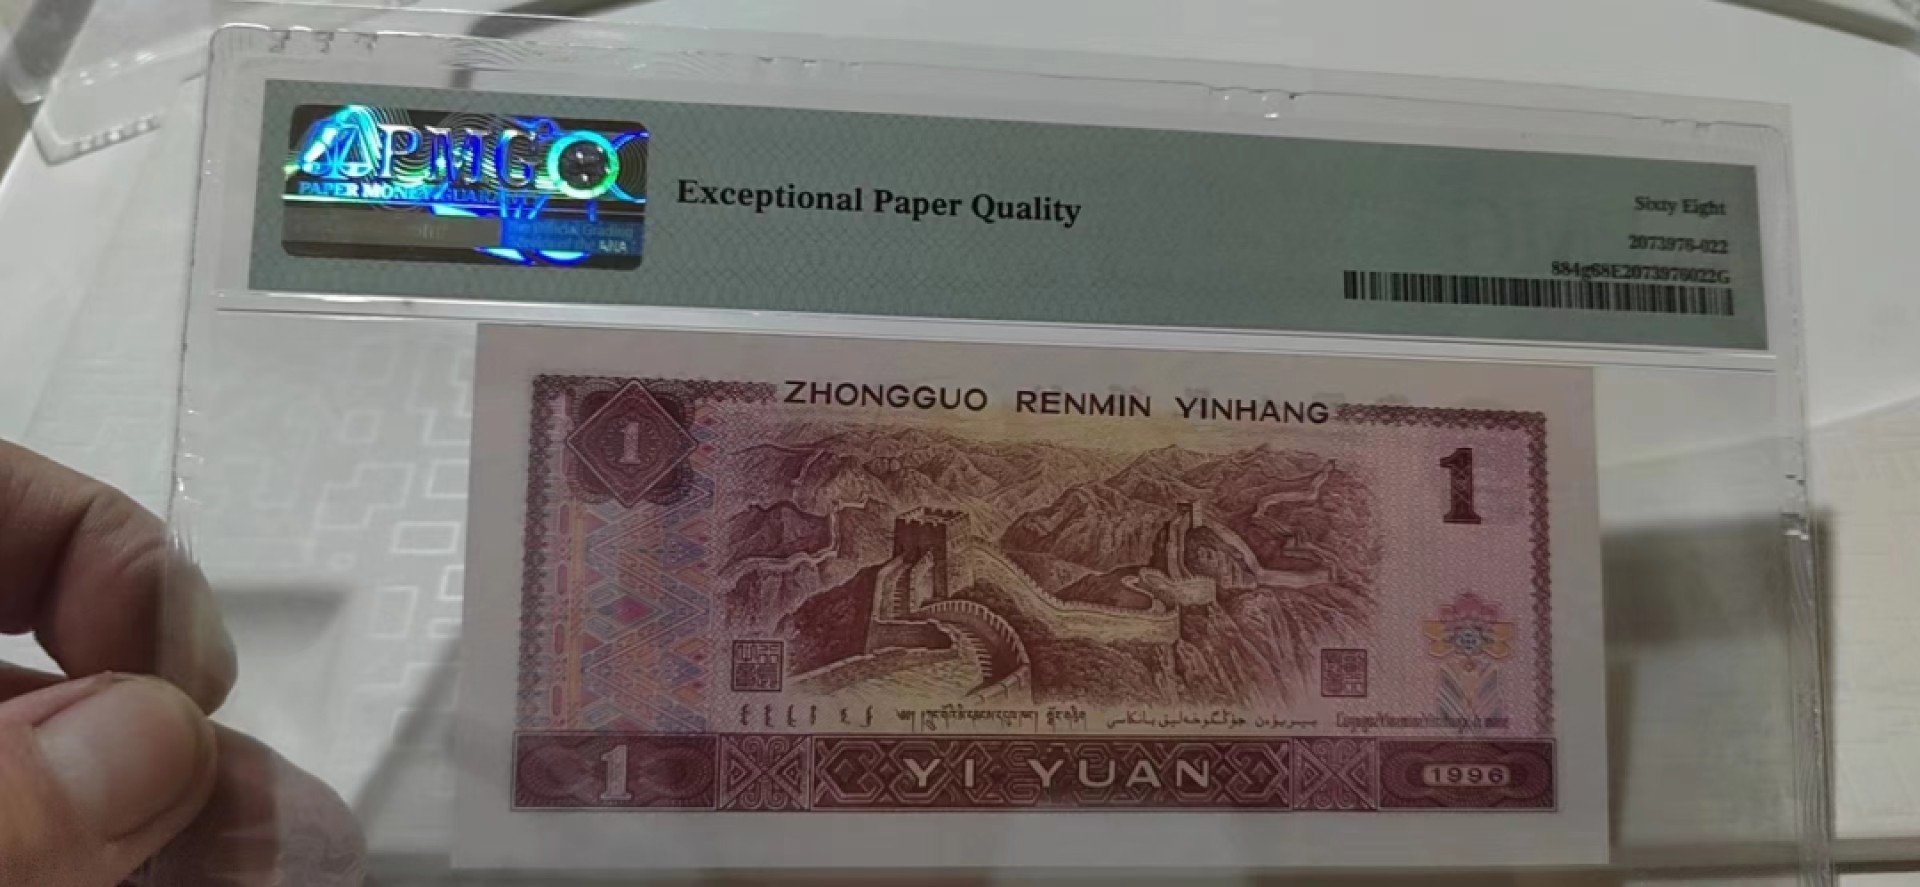 PMG
PAPER MONEY GUARANTY
Exceptional Paper Quality
Sixty Eight
2073976-022
884g68E2073976022G
ZHONGGUO RENMIN YINHANG
1
1
1
YI YUAN
1996